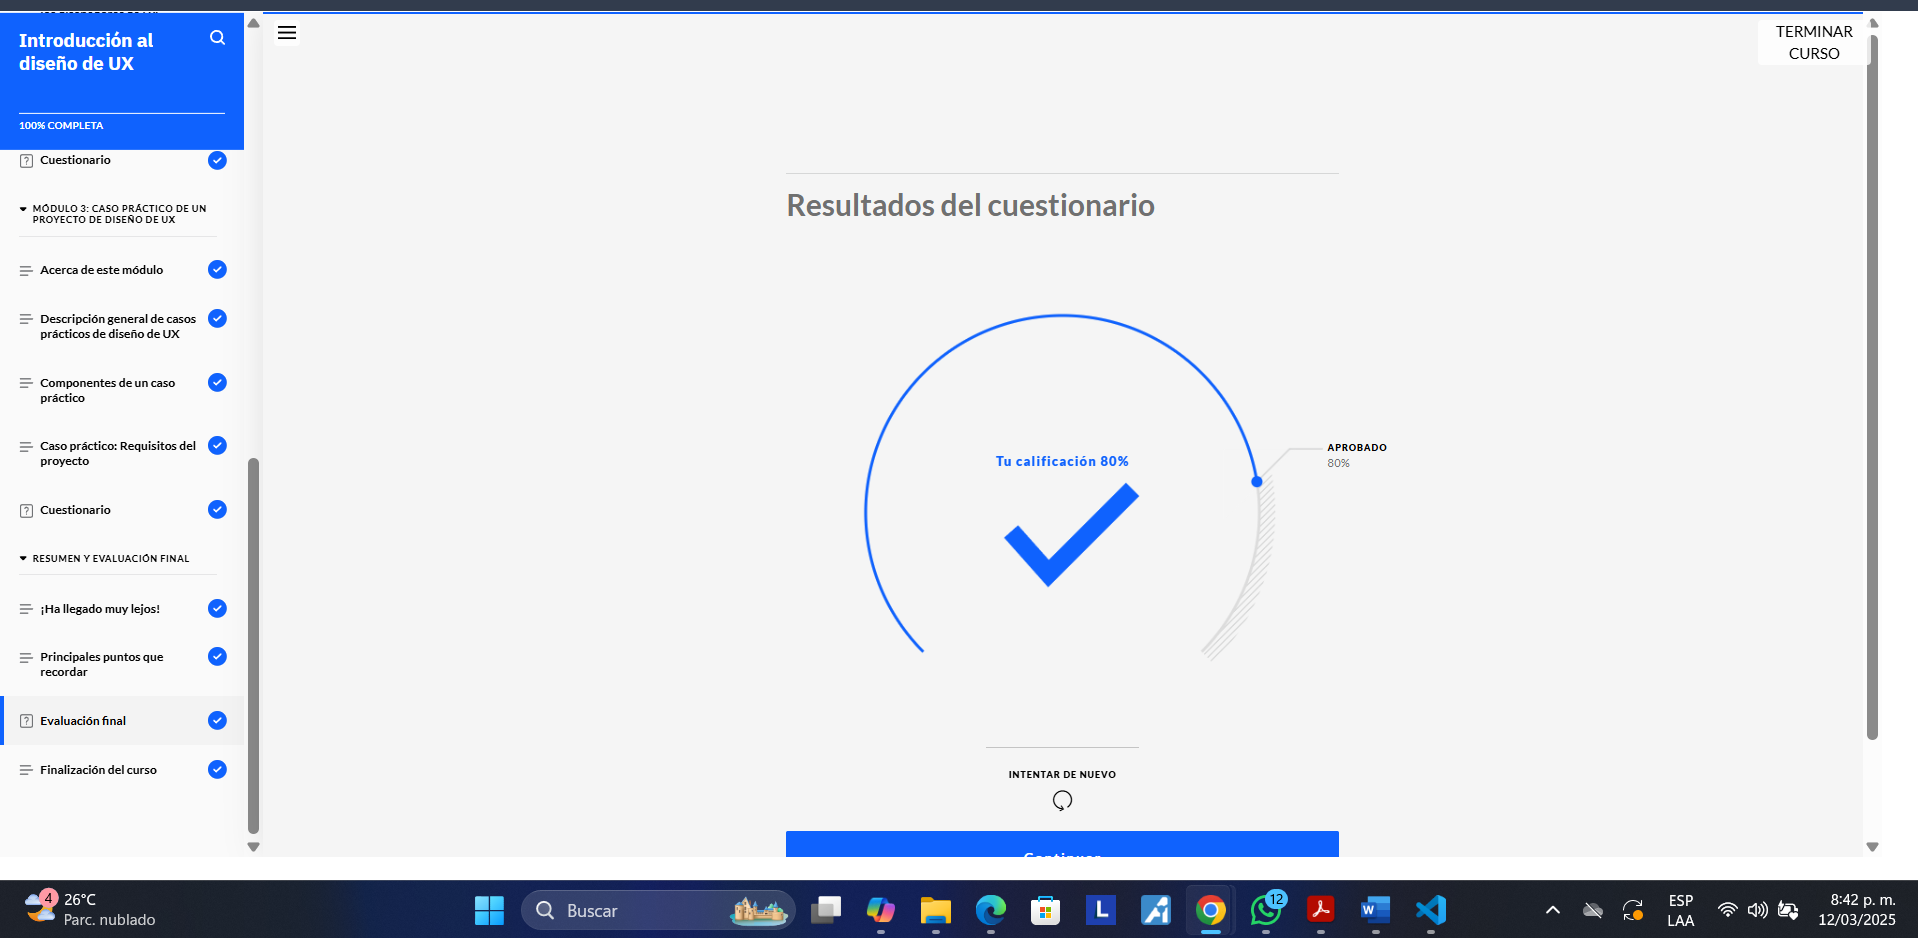 Introducción al
diseño de UX
100% COMPLETA
Cuestionario
MÓDULO 3: CASO PRÁCTICO DE UN
PROYECTO DE DISEÑO DE UX
Acerca de este módulo
Descripción general de casos
prácticos de diseño de UX
Componentes de un caso
práctico
Caso práctico: Requisitos del
proyecto
Cuestionario
RESUMEN Y EVALUACIÓN FINAL
¡Ha llegado muy lejos!
Principales puntos que
recordar
Evaluación final
Finalización del curso
TERMINAR
CURSO
Resultados del cuestionario
Tu calificación 80%
APROBADO
80%
INTENTAR DE NUEVO
Continuar
4
26°C
Parc. nublado
Buscar
L
12
W
ESP
LAA
8:42 p. m.
12/03/2025